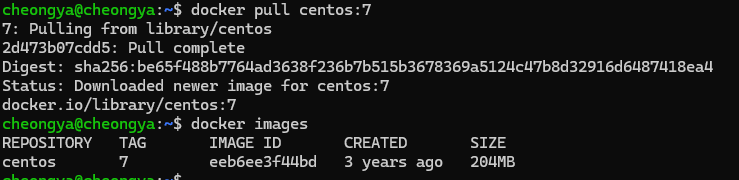 cheongya@cheongya:~$ docker pull centos:7
7: Pulling from library/centos
2d473b07cdd5: Pull complete
Digest: sha256:be65f488b7764ad3638f236b7b515b3678369a5124c47b8d32916d6487418ea4
Status: Downloaded newer image for centos:7
docker.io/library/centos:7
cheongya@cheongya:~$ docker images
REPOSITORY   TAG       IMAGE ID       CREATED       SIZE
centos       7         eeb6ee3f44bd   3 years ago   204MB